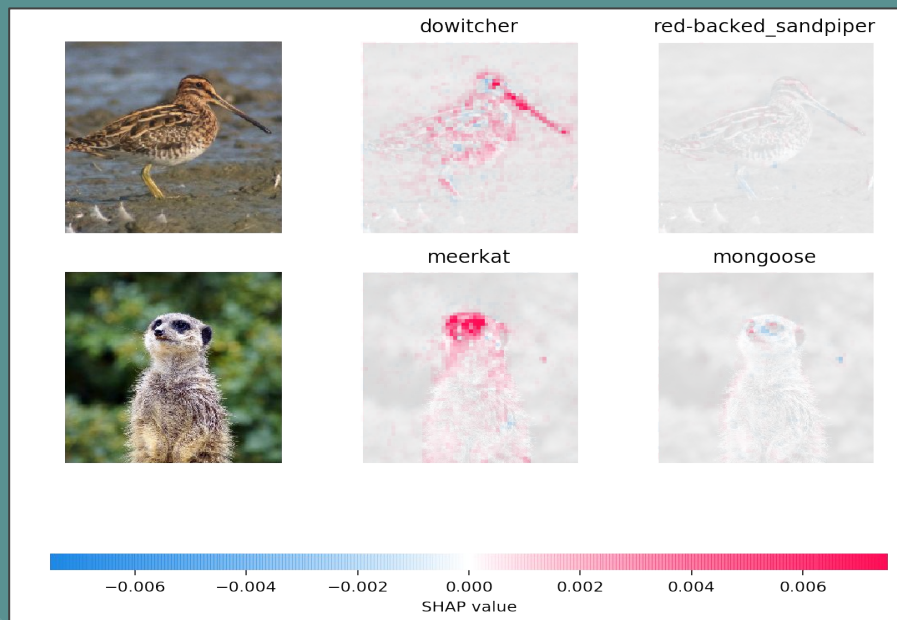 dowitcher
red-backed_sandpiper
meerkat
mongoose
−0.006
−0.004
−0.002
0.000
0.002
0.004
0.006
SHAP value